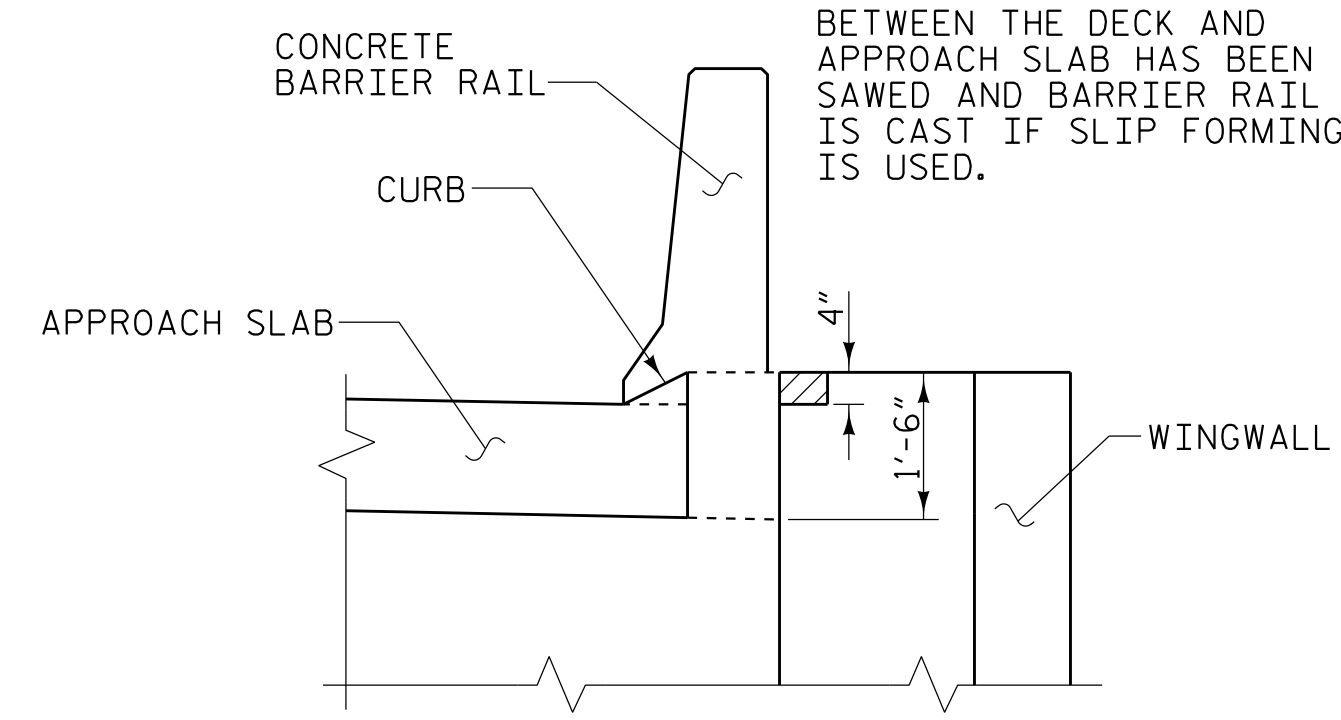 BETWEEN THE DECK AND
APPROACH SLAB HAS BEEN
SAWED AND BARRIER RAIL
IS CAST IF SLIP FORMING
IS USED.
CONCRETE
BARRIER RAIL
CURB
APPROACH SLAB
4"
1'-6"
WINGWALL